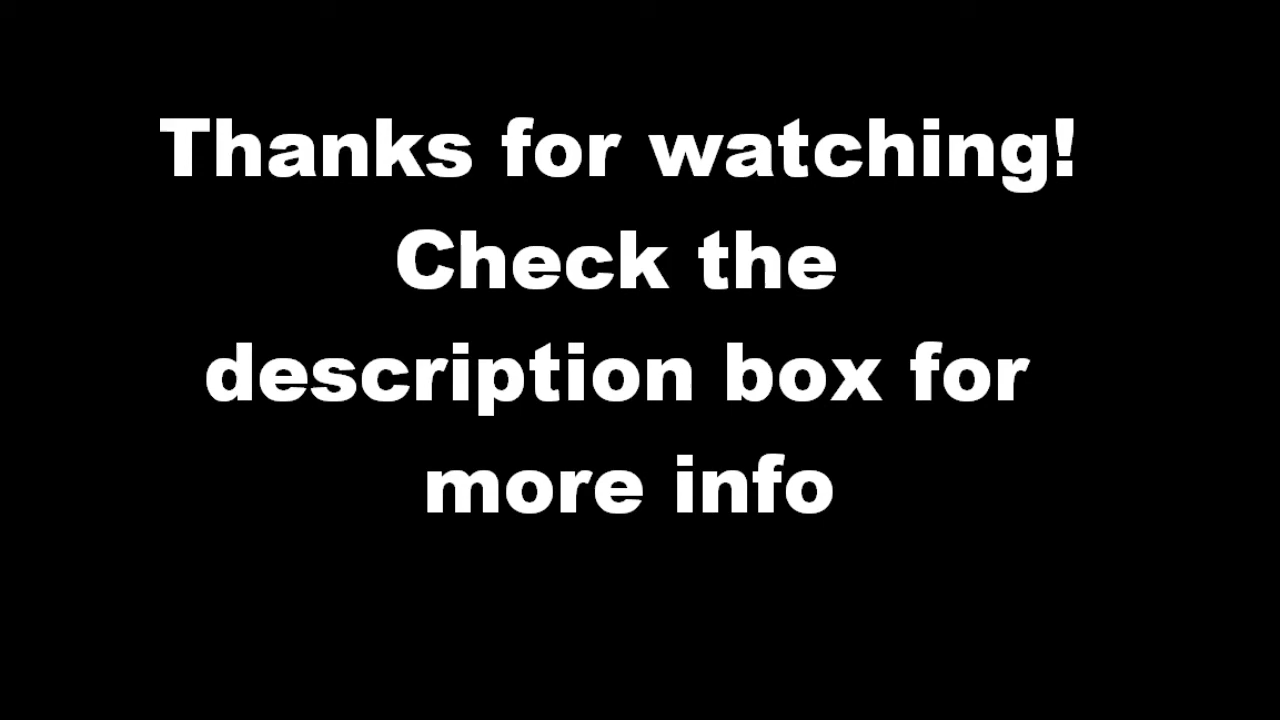 Thanks for watching!
Check the
description box for
more info